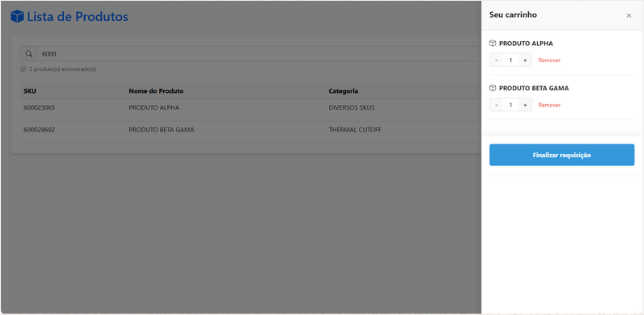 Lista de Produtos
6000
2 produto(s) encontrado(s)
SKU Nome do Produto Categoria
600023065 PRODUTO ALPHA DIVERSOS SKUS
600028602 PRODUTO BETA GAMA THERMAL CUTOFF
Seu carrinho ×
PRODUTO ALPHA
- 1 + Remover
PRODUTO BETA GAMA
- 1 + Remover
Finalizar requisição